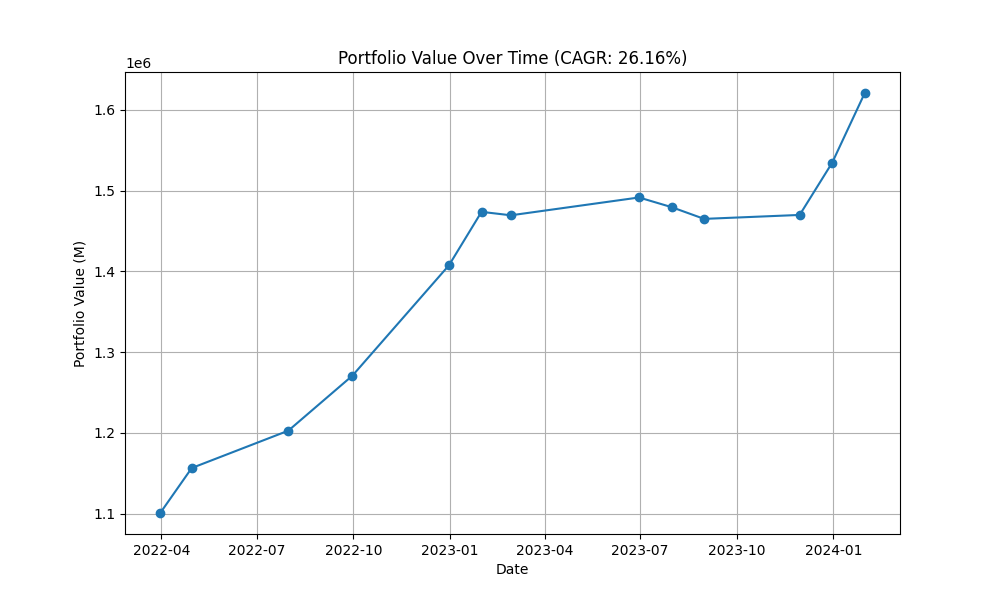 Portfolio Value Over Time (CAGR: 26.16%)
1e6
1.6
1.5
1.4
1.3
1.2
1.1
Portfolio Value (M)
2022-04 2022-07 2022-10 2023-01 2023-04 2023-07 2023-10 2024-01
Date